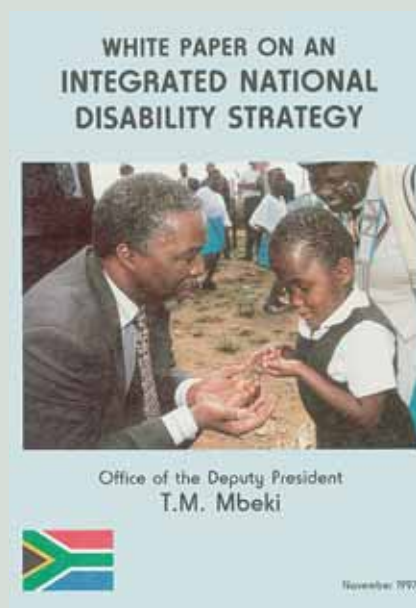 WHITE PAPER ON AN
INTEGRATED NATIONAL
DISABILITY STRATEGY
Office of the Deputy President
T.M. Mbeki
November 1997